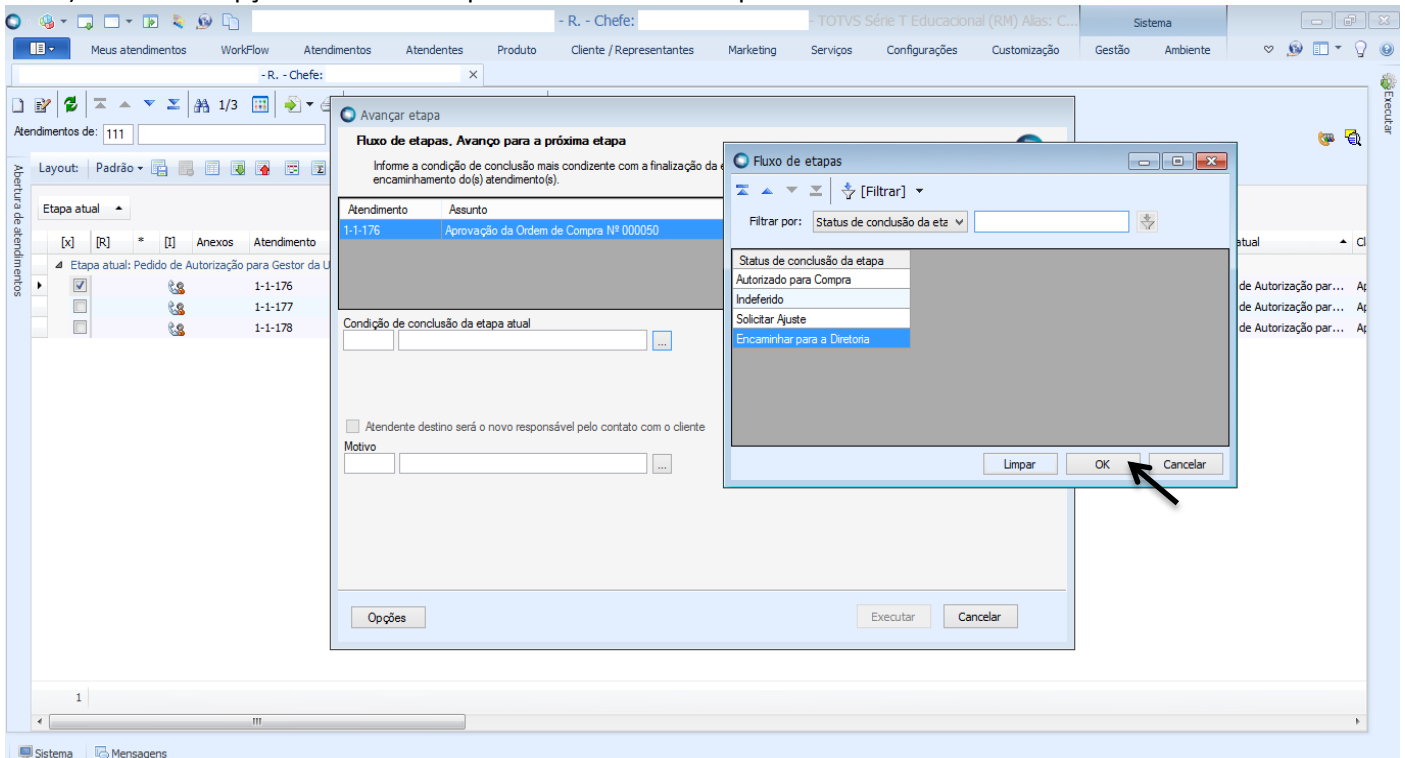 - R. - Chefe: - TOTVS Série T Educacional (RM) Alias: C... Sistema
Meus atendimentos WorkFlow Atendimentos Atendentes Produto Cliente / Representantes Marketing Serviços Configurações Customização Gestão Ambiente
- R. - Chefe:
1/3
Executar
Atendimentos de: 111
Layout: Padrão
Abertura de atendimentos
Etapa atual
[x] [R] * [I] Anexos Atendimento
atual
Etapa atual: Pedido de Autorização para Gestor da U
1-1-176 de Autorização par...
1-1-177 de Autorização par...
1-1-178 de Autorização par...
1
Avançar etapa
Fluxo de etapas, Avanço para a próxima etapa
Informe a condição de conclusão mais condizente com a finalização da
encaminhamento do(s) atendimento(s).
Atendimento Assunto
1-1-176 Aprovação da Ordem de Compra Nº 000050
Condição de conclusão da etapa atual
...
Atendente destino será o novo responsável pelo contato com o cliente
Motivo
...
Opções Executar Cancelar
Fluxo de etapas
[Filtrar]
Filtrar por: Status de conclusão da eta
Status de conclusão da etapa
Autorizado para Compra
Indeferido
Solicitar Ajuste
Encaminhar para a Diretoria
Limpar OK Cancelar
Sistema Mensagens